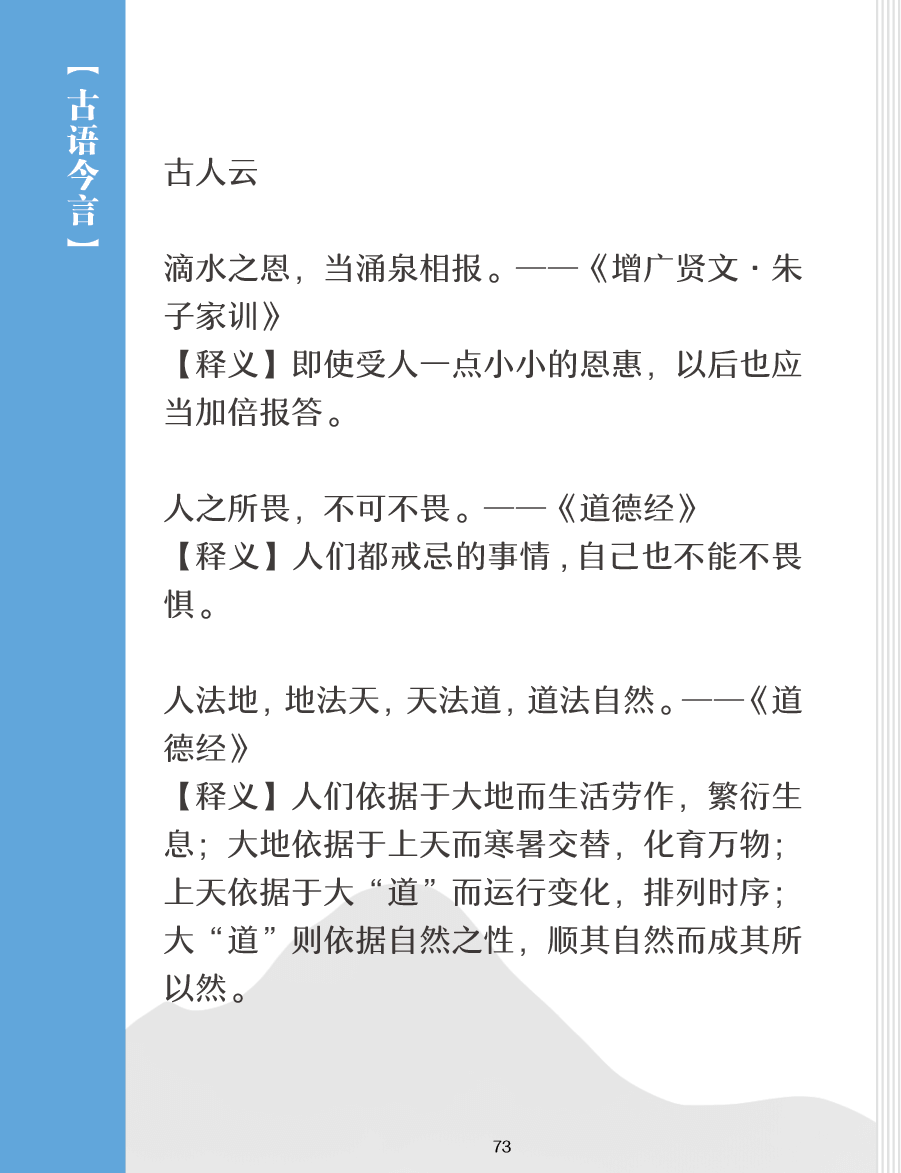 【古语今言】
古人云
滴水之恩，当涌泉相报。——《增广贤文·朱
子家训》
【释义】即使受人一点小小的恩惠，以后也应
当加倍报答。
人之所畏，不可不畏。——《道德经》
【释义】人们都戒忌的事情,自己也不能不畏
惧。
人法地，地法天，天法道，道法自然。——《道
德经》
【释义】人们依据于大地而生活劳作，繁衍生
息；大地依据于上天而寒暑交替，化育万物；
上天依据于大“道”而运行变化，排列时序；
大“道”则依据自然之性，顺其自然而成其所
以然。
73